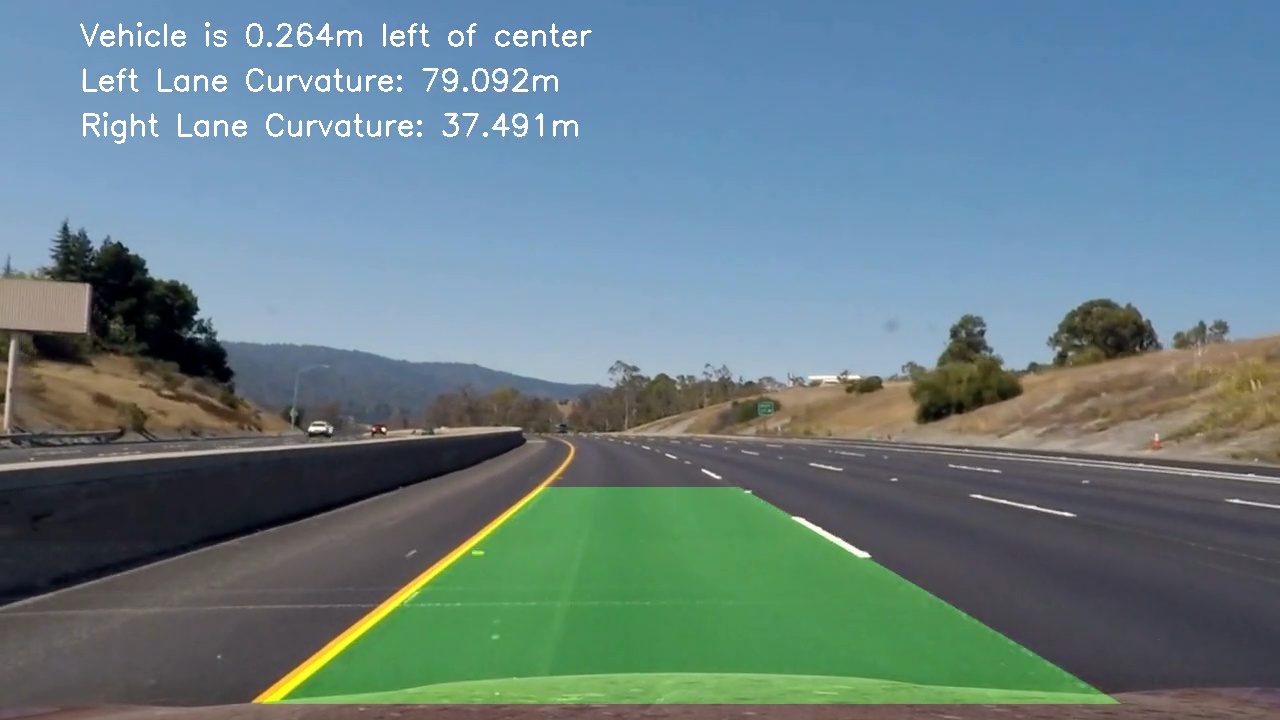 Vehicle is 0.264m left of center
Left Lane Curvature: 79.092m
Right Lane Curvature: 37.491m